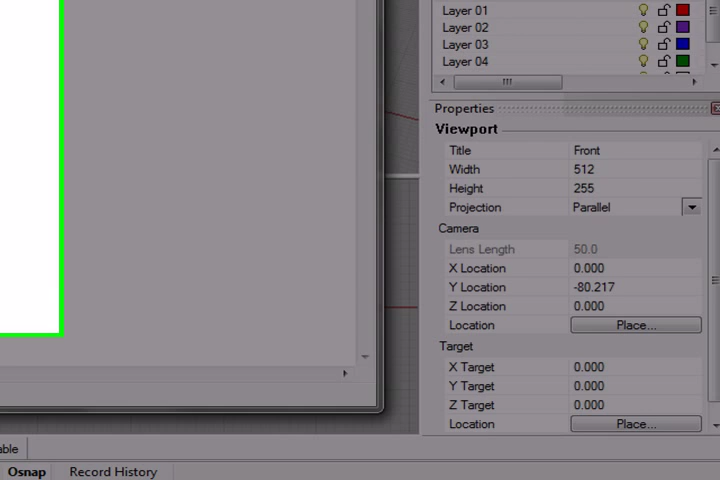 Layer 01
Layer 02
Layer 03
Layer 04
Properties
Viewport
Title Front
Width 512
Height 255
Projection Parallel
Camera
Lens Length 50.0
X Location 0.000
Y Location -80.217
Z Location 0.000
Location Place...
Target
X Target 0.000
Y Target 0.000
Z Target 0.000
Location Place...
able
Osnap Record History